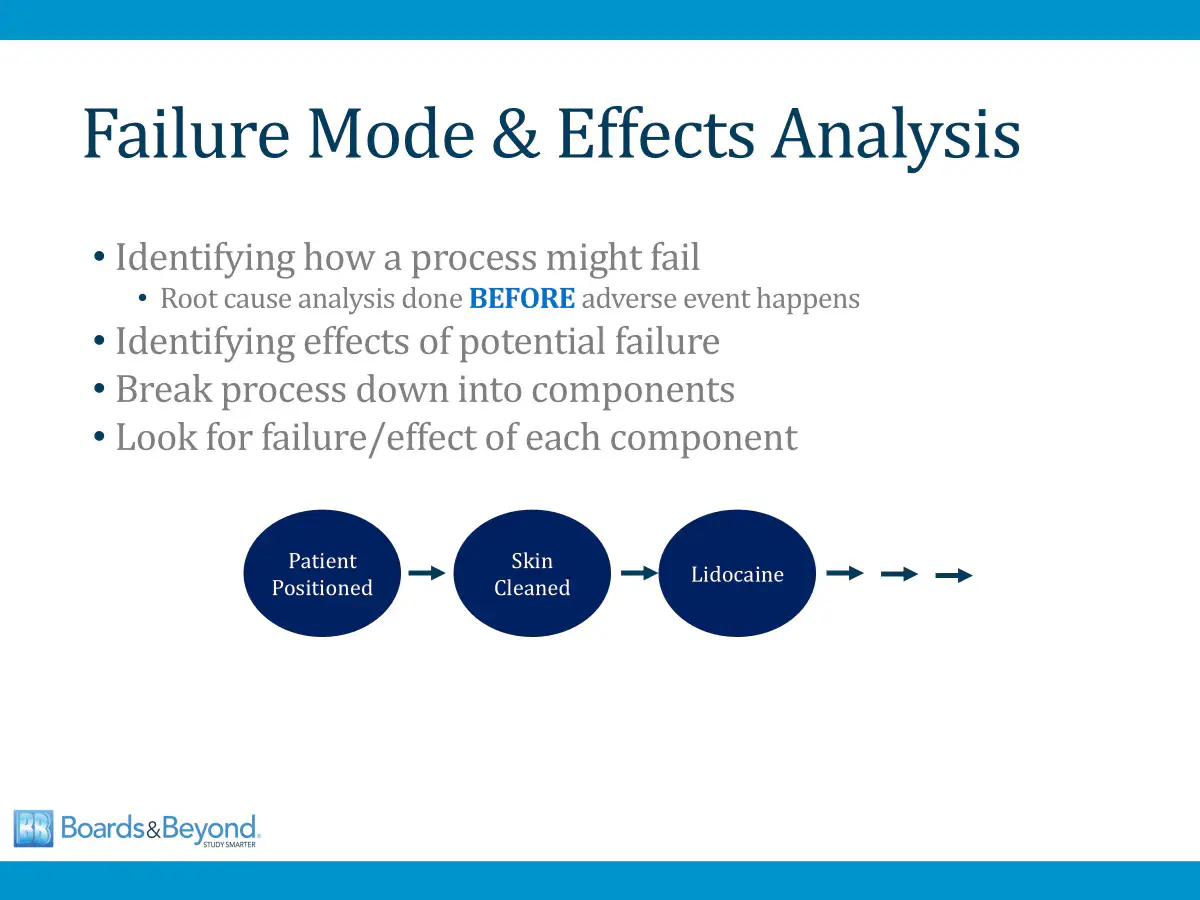 Failure Mode & Effects Analysis
• Identifying how a process might fail
• Root cause analysis done BEFORE adverse event happens
• Identifying effects of potential failure
• Break process down into components
• Look for failure/effect of each component
Patient
Positioned
Skin
Cleaned
Lidocaine
BB Boards&Beyond
STUDY SMARTER